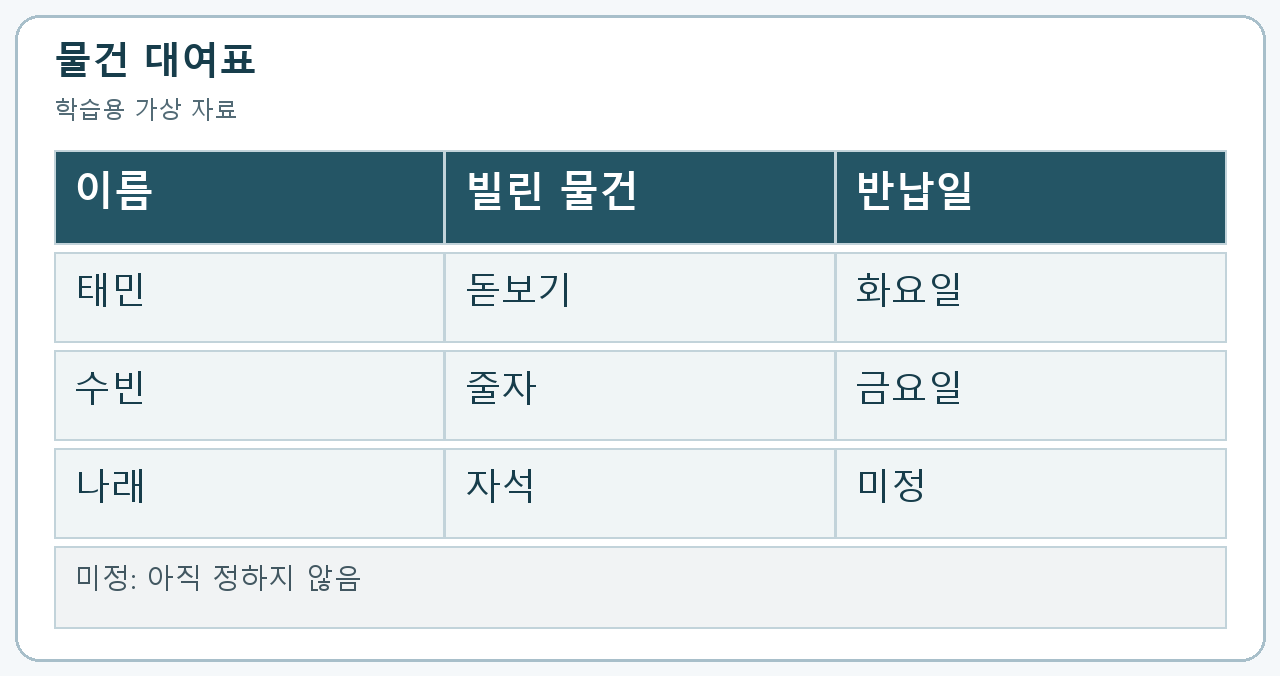 물건 대여표
학습용 가상 자료
이름 빌린 물건 반납일
태민 돋보기 화요일
수빈 줄자 금요일
나래 자석 미정
미정: 아직 정하지 않음